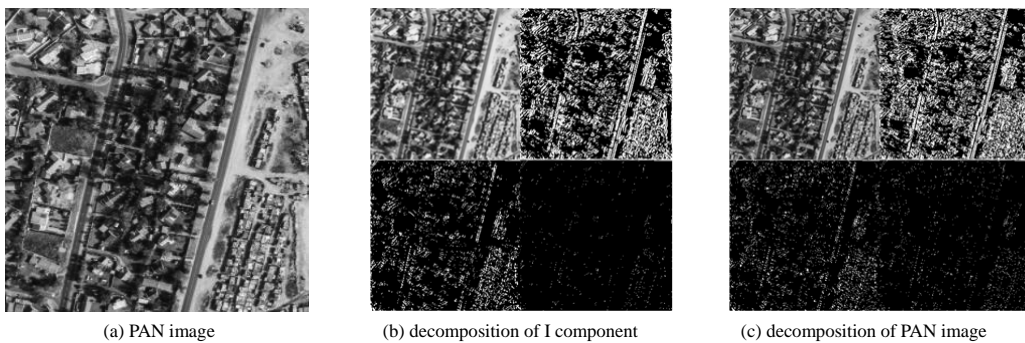 (a) PAN image
(b) decomposition of I component
(c) decomposition of PAN image